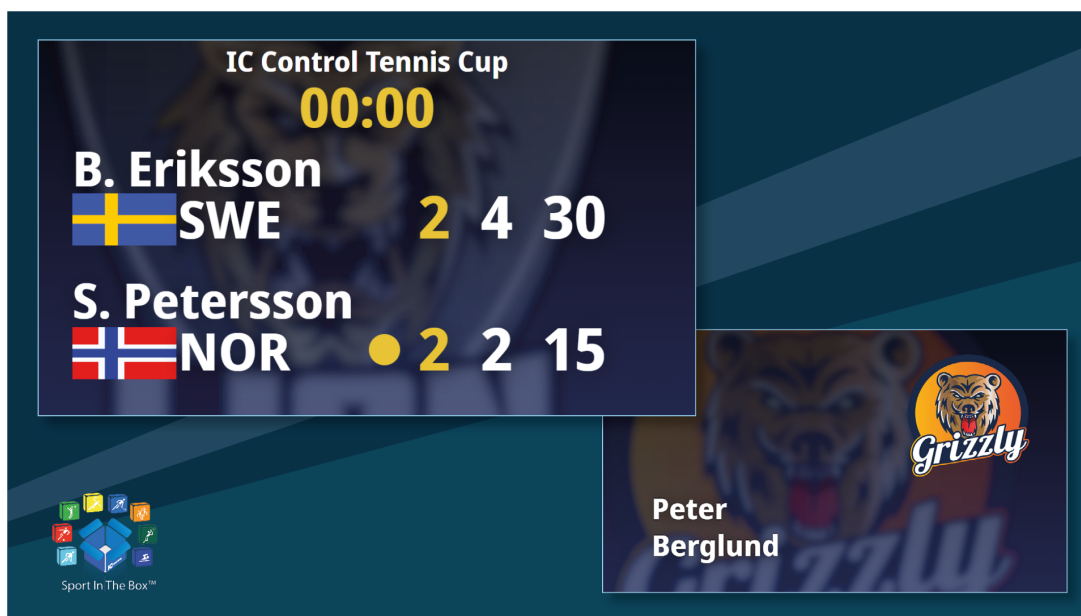 IC Control Tennis Cup
00:00
B. Eriksson
SWE 2 4 30
S. Petersson
NOR 2 2 15
Grizzly
Peter
Berglund
Grizzly
Sport In The Box™